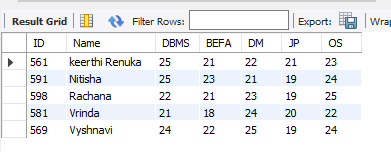 Result Grid Filter Rows: Export: Wrap
ID Name DBMS BEFA DM JP OS
561 keerthi Renuka 25 21 22 21 23
591 Nitisha 25 23 21 19 24
598 Rachana 22 21 23 19 25
581 Vrinda 21 18 24 20 22
569 Vyshnavi 24 22 25 19 24